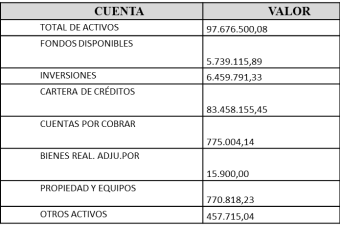 CUENTA VALOR
TOTAL DE ACTIVOS 97.676.500,08
FONDOS DISPONIBLES 5.739.115,89
INVERSIONES 6.459.791,33
CARTERA DE CRÉDITOS 83.458.155,45
CUENTAS POR COBRAR 775.004,14
BIENES REAL. ADJU.POR 15.900,00
PROPIEDAD Y EQUIPOS 770.818,23
OTROS ACTIVOS 457.715,04